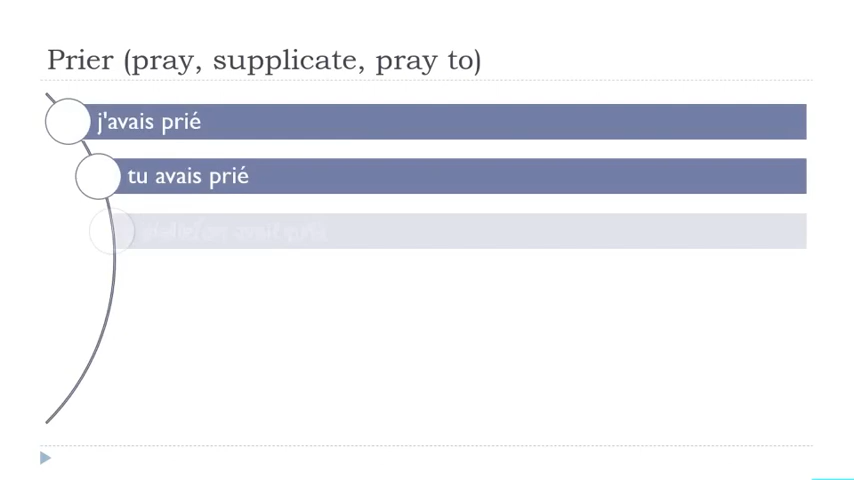 Prier (pray, supplicate, pray to)
j'avais prié
tu avais prié